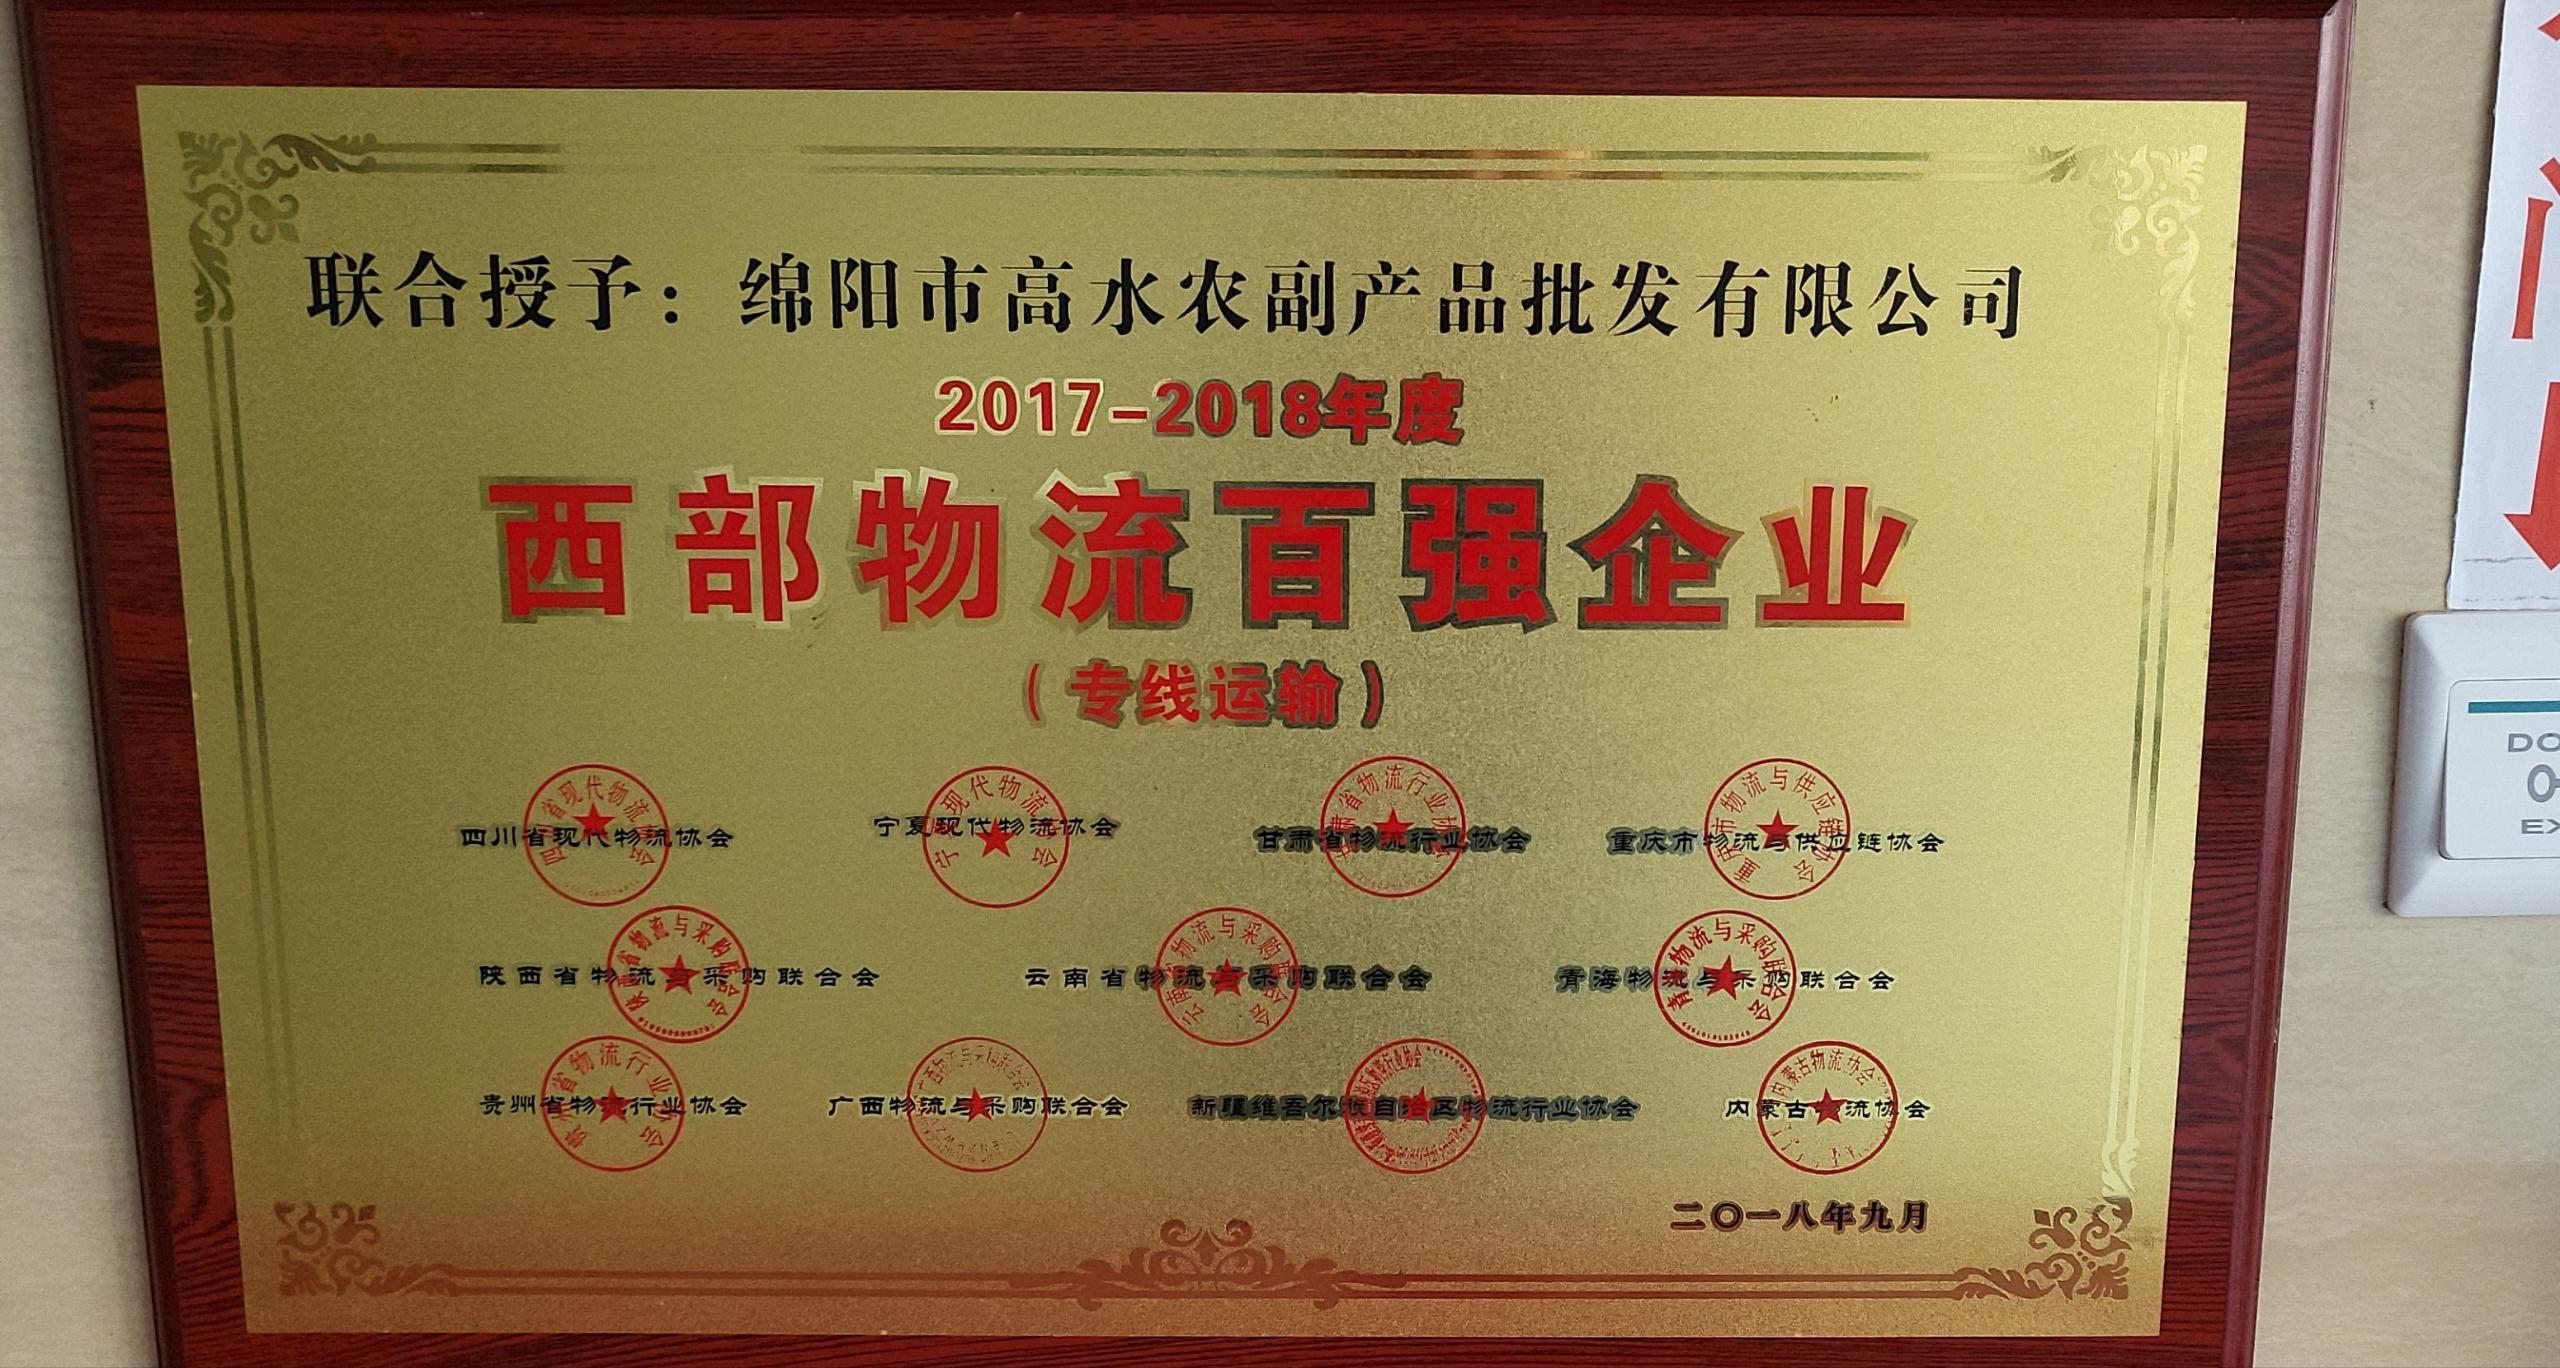 联合授予：绵阳市高水农副产品批发有限公司
2017-2018年度
西部物流百强企业
（专线运输）
四川省现代物流协会 宁夏现代物流协会 甘肃省物流行业协会 重庆市物流与供应链协会
陕西省物流与采购联合会 云南省物流与采购联合会 青海物流与采购联合会
贵州省物流行业协会 广西物流与采购联合会 新疆维吾尔族自治区物流行业协会 内蒙古物流协会
二〇一八年九月
门
DO
EX